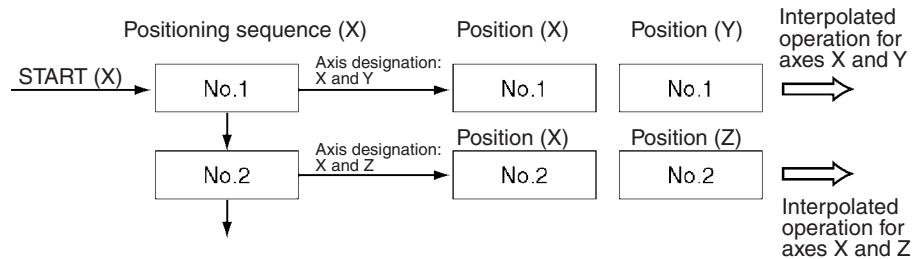 Positioning sequence (X)
Position (X)
Position (Y)
Interpolated
operation for
axes X and Y
START (X)
No.1
Axis designation:
X and Y
No.1
No.1
No.2
Axis designation:
X and Z
Position (X)
No.2
Position (Z)
No.2
Interpolated
operation for
axes X and Z